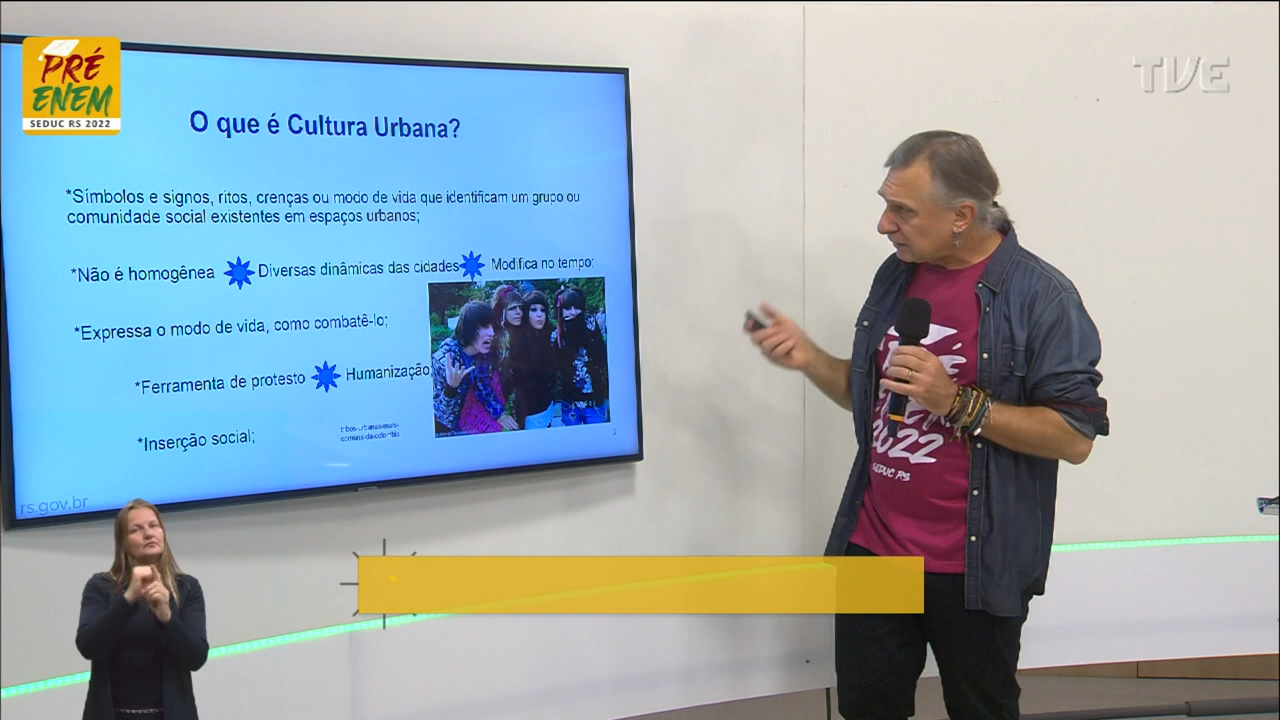 PRÉ
ENEM
SEDUC RS 2022
TVE
O que é Cultura Urbana?
*Símbolos e signos, ritos, crenças ou modo de vida que identificam um grupo ou
comunidade social existentes em espaços urbanos;
*Não é homogênea Diversas dinâmicas das cidades Modifica no tempo;
*Expressa o modo de vida, como combatê-lo;
*Ferramenta de protesto Humanização;
*Inserção social;
rs.gov.br
2022
SEDUC RS